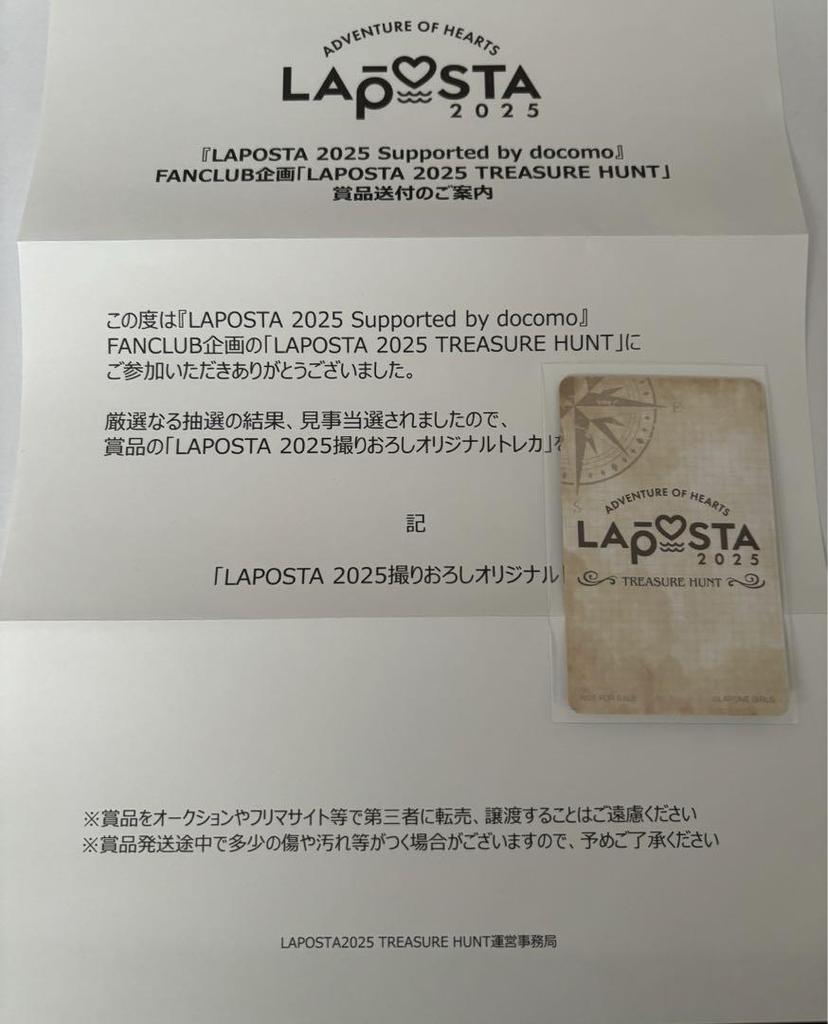 ADVENTURE OF HEARTS
LAPOSTA
2025
『LAPOSTA 2025 Supported by docomo』
FANCLUB企画「LAPOSTA 2025 TREASURE HUNT」
賞品送付のご案内
この度は『LAPOSTA 2025 Supported by docomo』
FANCLUB企画の「LAPOSTA 2025 TREASURE HUNT」に
ご参加いただきありがとうございました。
厳選なる抽選の結果、見事当選されましたので、
賞品の「LAPOSTA 2025撮りおろしオリジナルトレカ」を
記
「LAPOSTA 2025撮りおろしオリジナル
E
S
ADVENTURE OF HEARTS
LAPOSTA
2025
TREASURE HUNT
NOT FOR SALE
©LAPONE GIRLS
※賞品をオークションやフリマサイト等で第三者に転売、譲渡することはご遠慮ください
※賞品発送途中で多少の傷や汚れ等がつく場合がございますので、予めご了承ください
LAPOSTA2025 TREASURE HUNT運営事務局